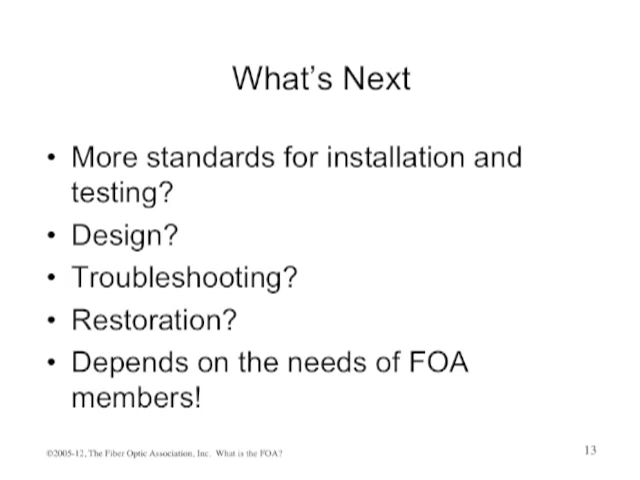 What's Next
• More standards for installation and
testing?
• Design?
• Troubleshooting?
• Restoration?
• Depends on the needs of FOA
members!
©2005-12, The Fiber Optic Association, Inc. What is the FOA?
13